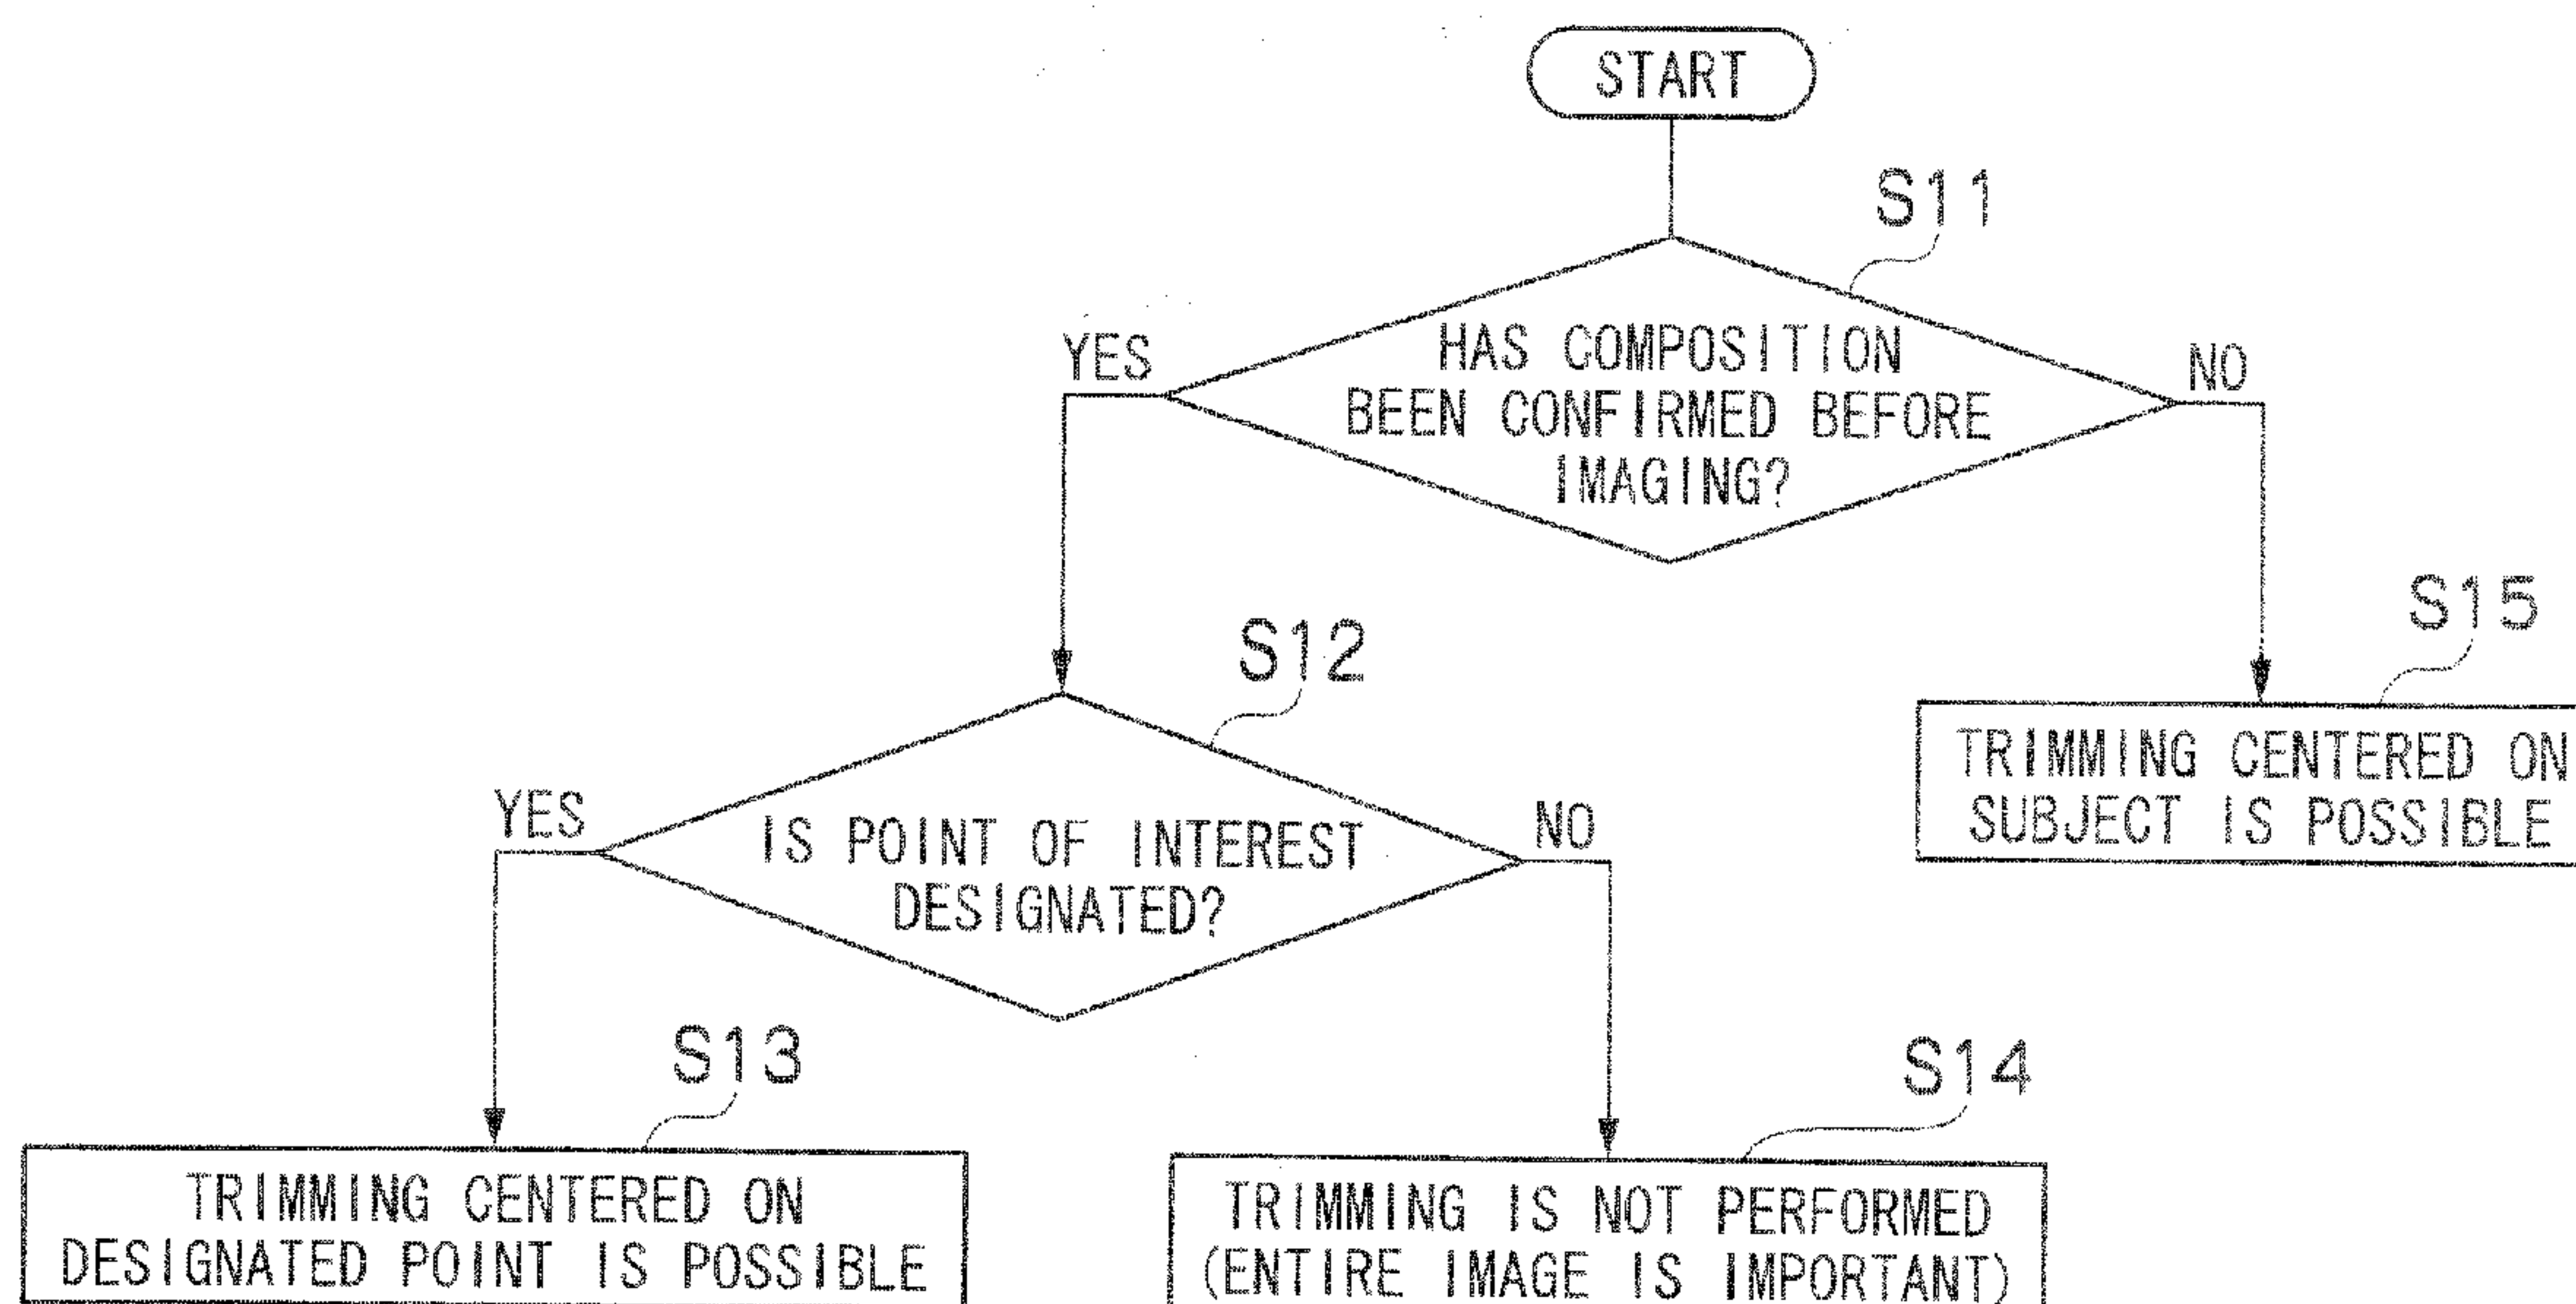 START
S11
HAS COMPOSITION
BEEN CONFIRMED BEFORE
IMAGING?
YES
NO
S12
S15
IS POINT OF INTEREST
DESIGNATED?
YES
NO
TRIMMING CENTERED ON
SUBJECT IS POSSIBLE
S13
S14
TRIMMING CENTERED ON
DESIGNATED POINT IS POSSIBLE
TRIMMING IS NOT PERFORMED
(ENTIRE IMAGE IS IMPORTANT)